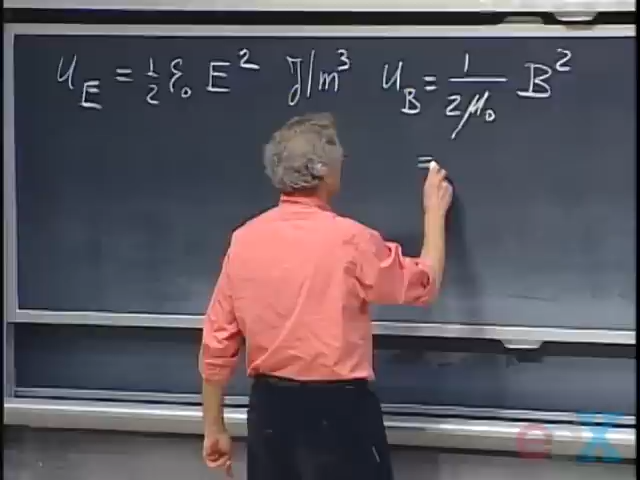 u_E = 1/2 ε₀ E² J/m³ u_B = 1/(2μ₀) B²
=
e X